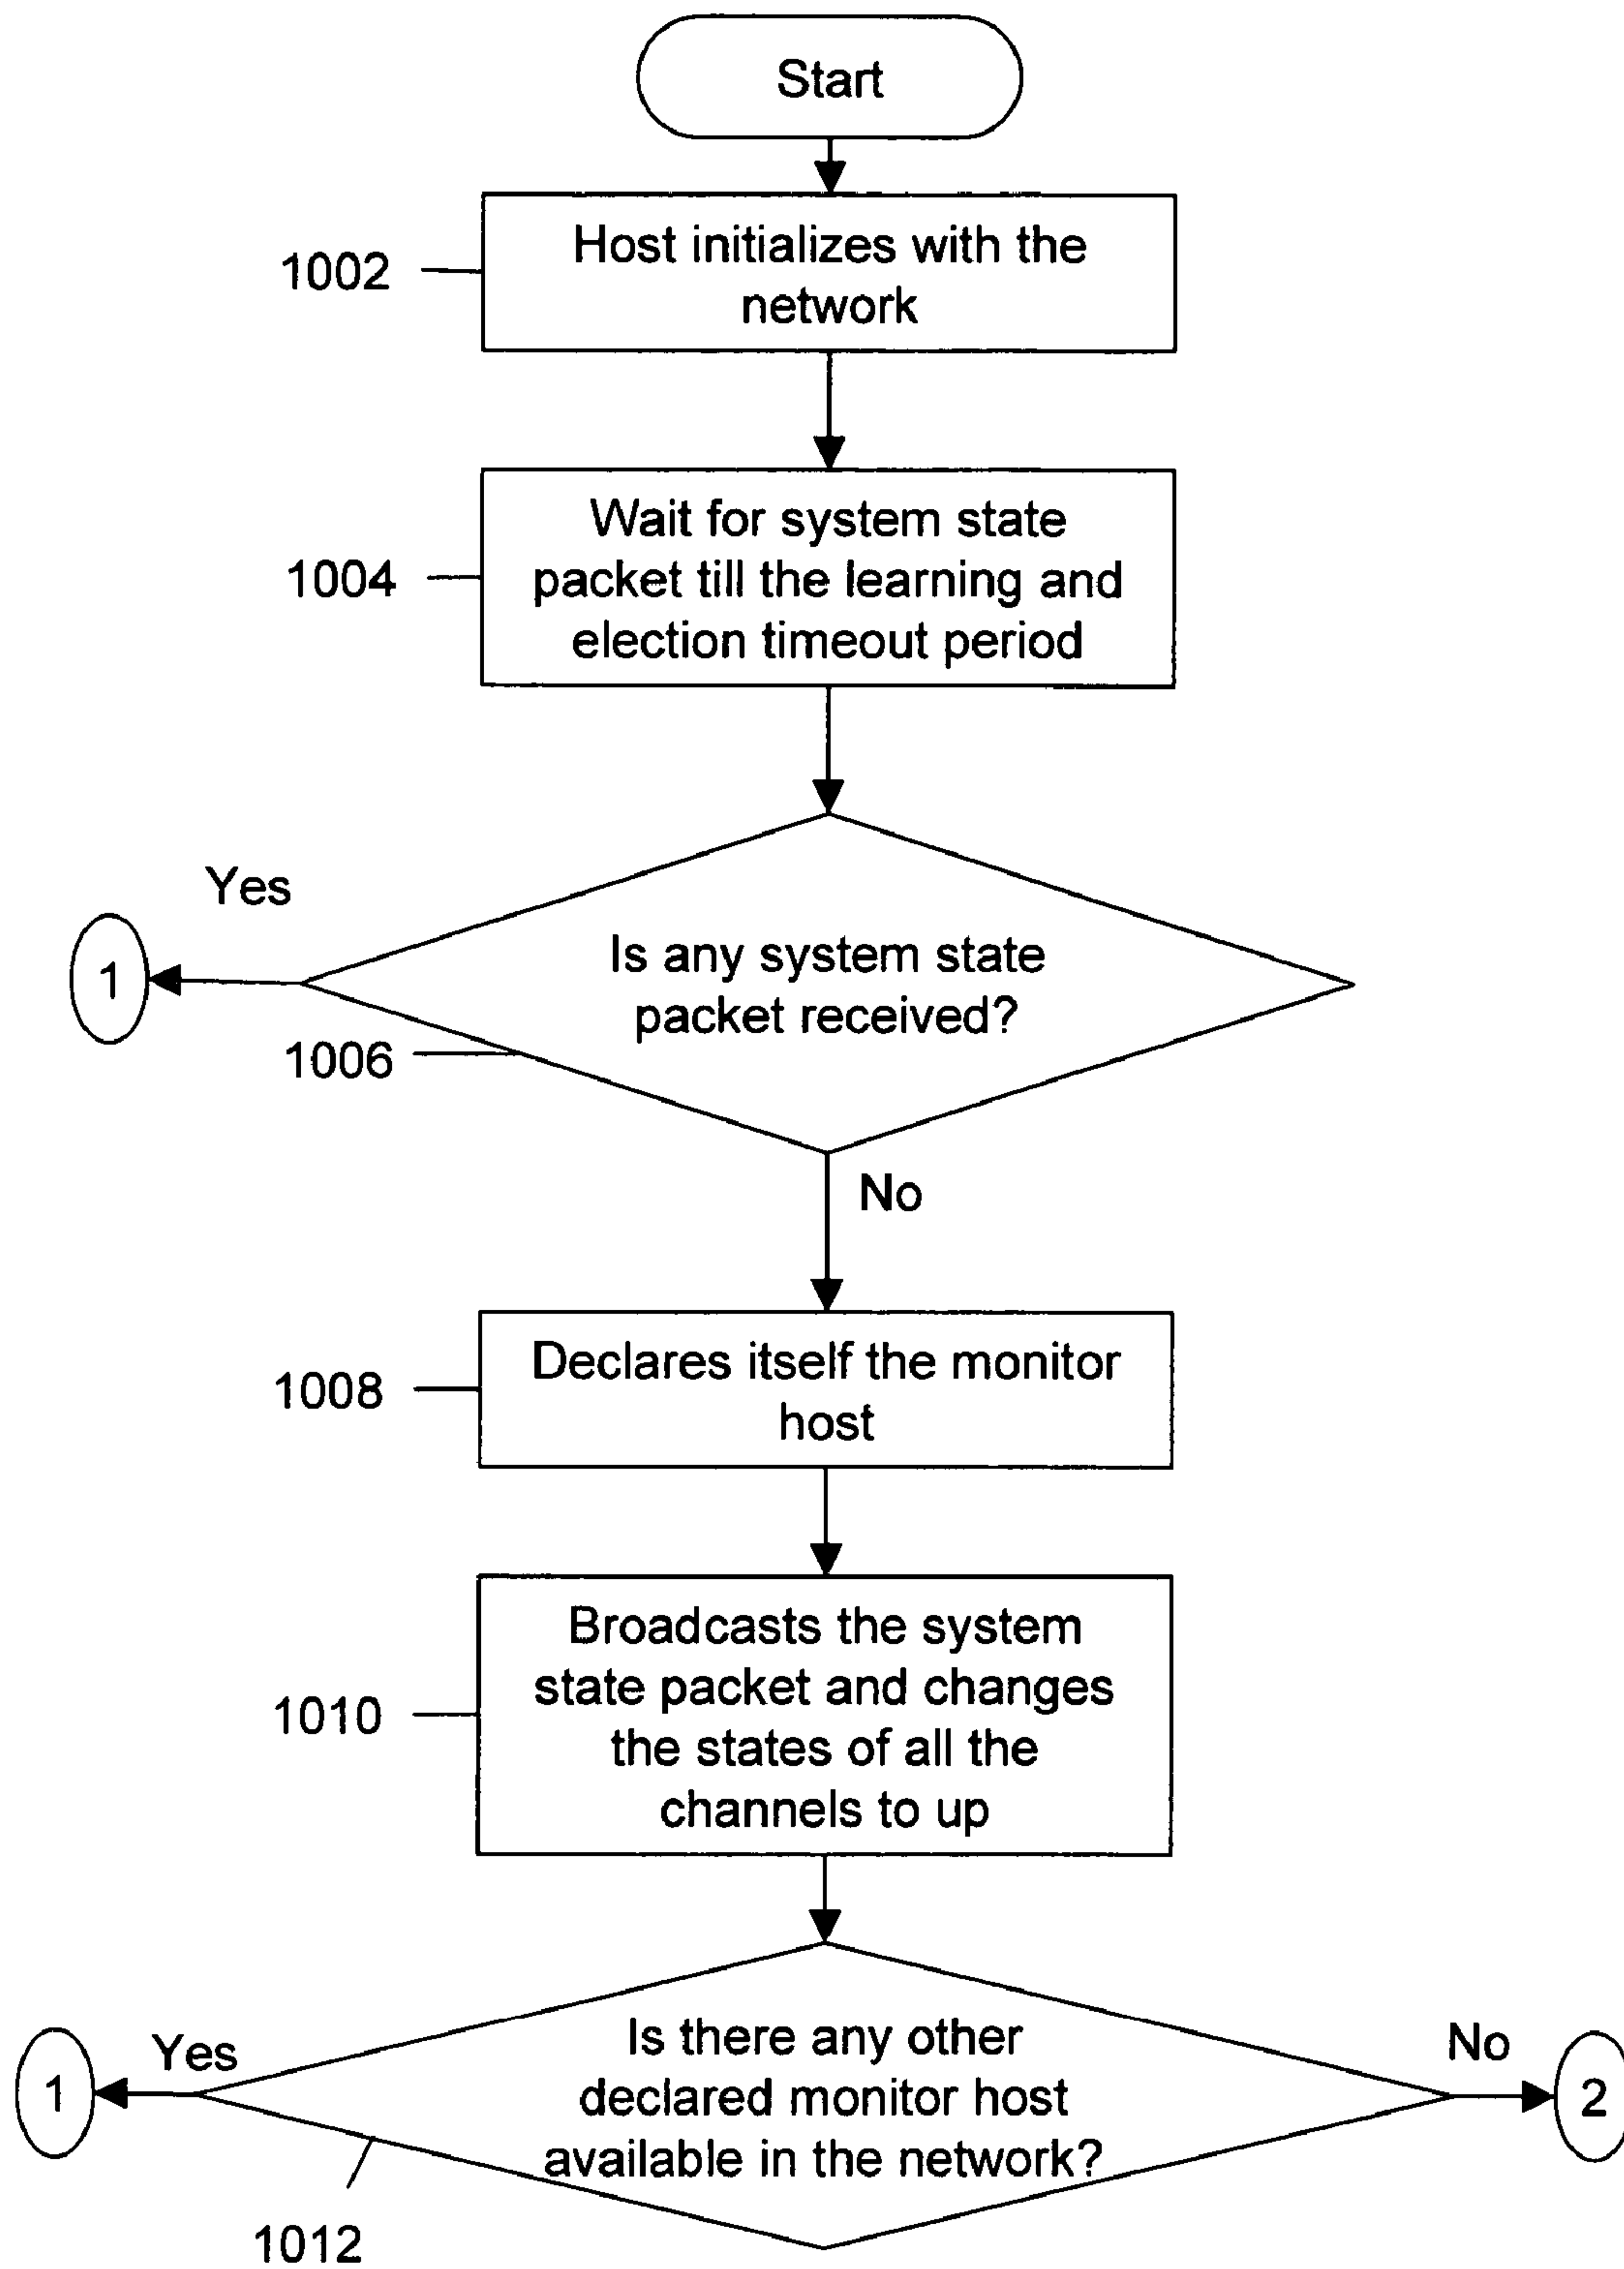 Start
1002
Host initializes with the
network
1004
Wait for system state
packet till the learning and
election timeout period
Yes
1
Is any system state
packet received?
1006
No
1008
Declares itself the monitor
host
1010
Broadcasts the system
state packet and changes
the states of all the
channels to up
1
Yes
Is there any other
declared monitor host
available in the network?
No
2
1012